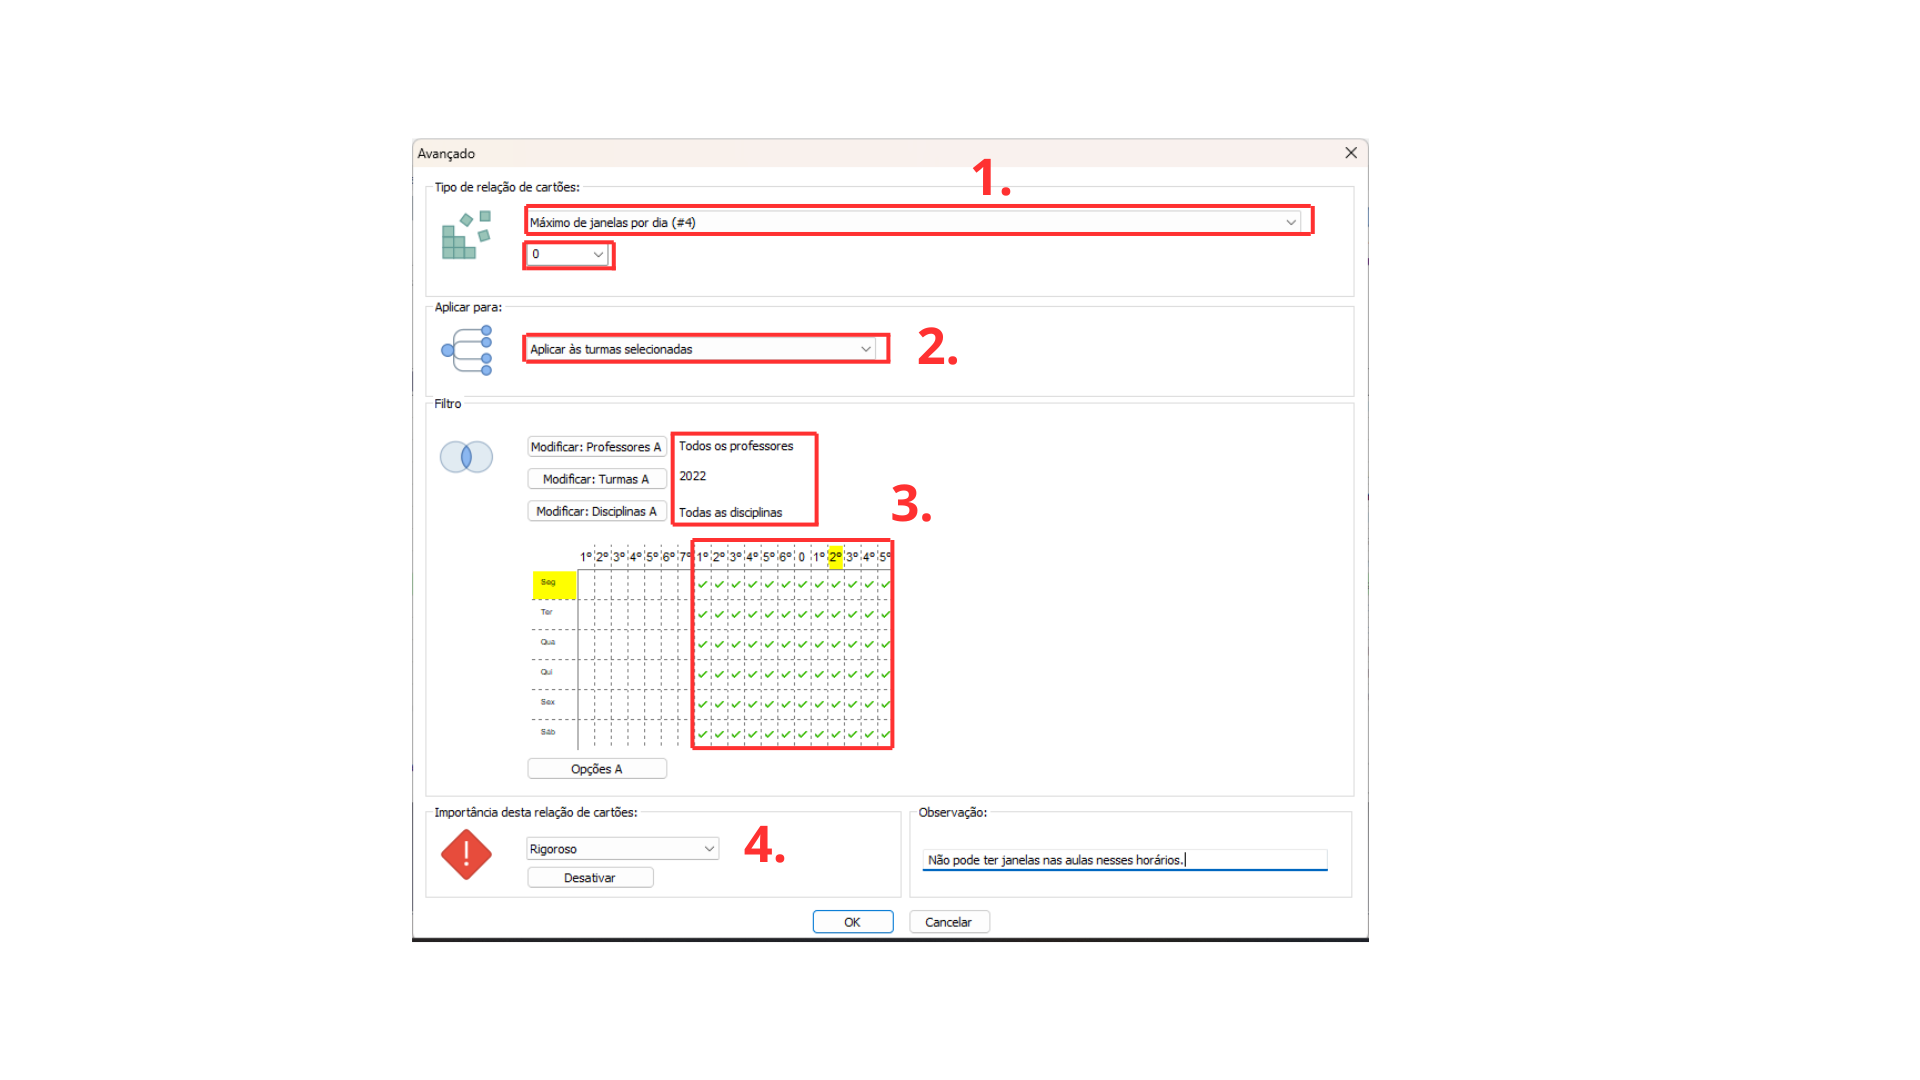 Avançado
1.
Tipo de relação de cartões:
Máximo de janelas por dia (#4)
0
Aplicar para:
Aplicar às turmas selecionadas
2.
Filtro
Modificar: Professores A Todos os professores
Modificar: Turmas A 2022
Modificar: Disciplinas A Todas as disciplinas
3.
1º 2º 3º 4º 5º 6º 7º 1º 2º 3º 4º 5º 6º 0 1º 2º 3º 4º 5º
Seg
Ter
Qua
Qui
Sex
Sáb
Opções A
Importância desta relação de cartões:
Rigoroso
4.
Desativar
Observação:
Não pode ter janelas nas aulas nesses horários.
OK Cancelar